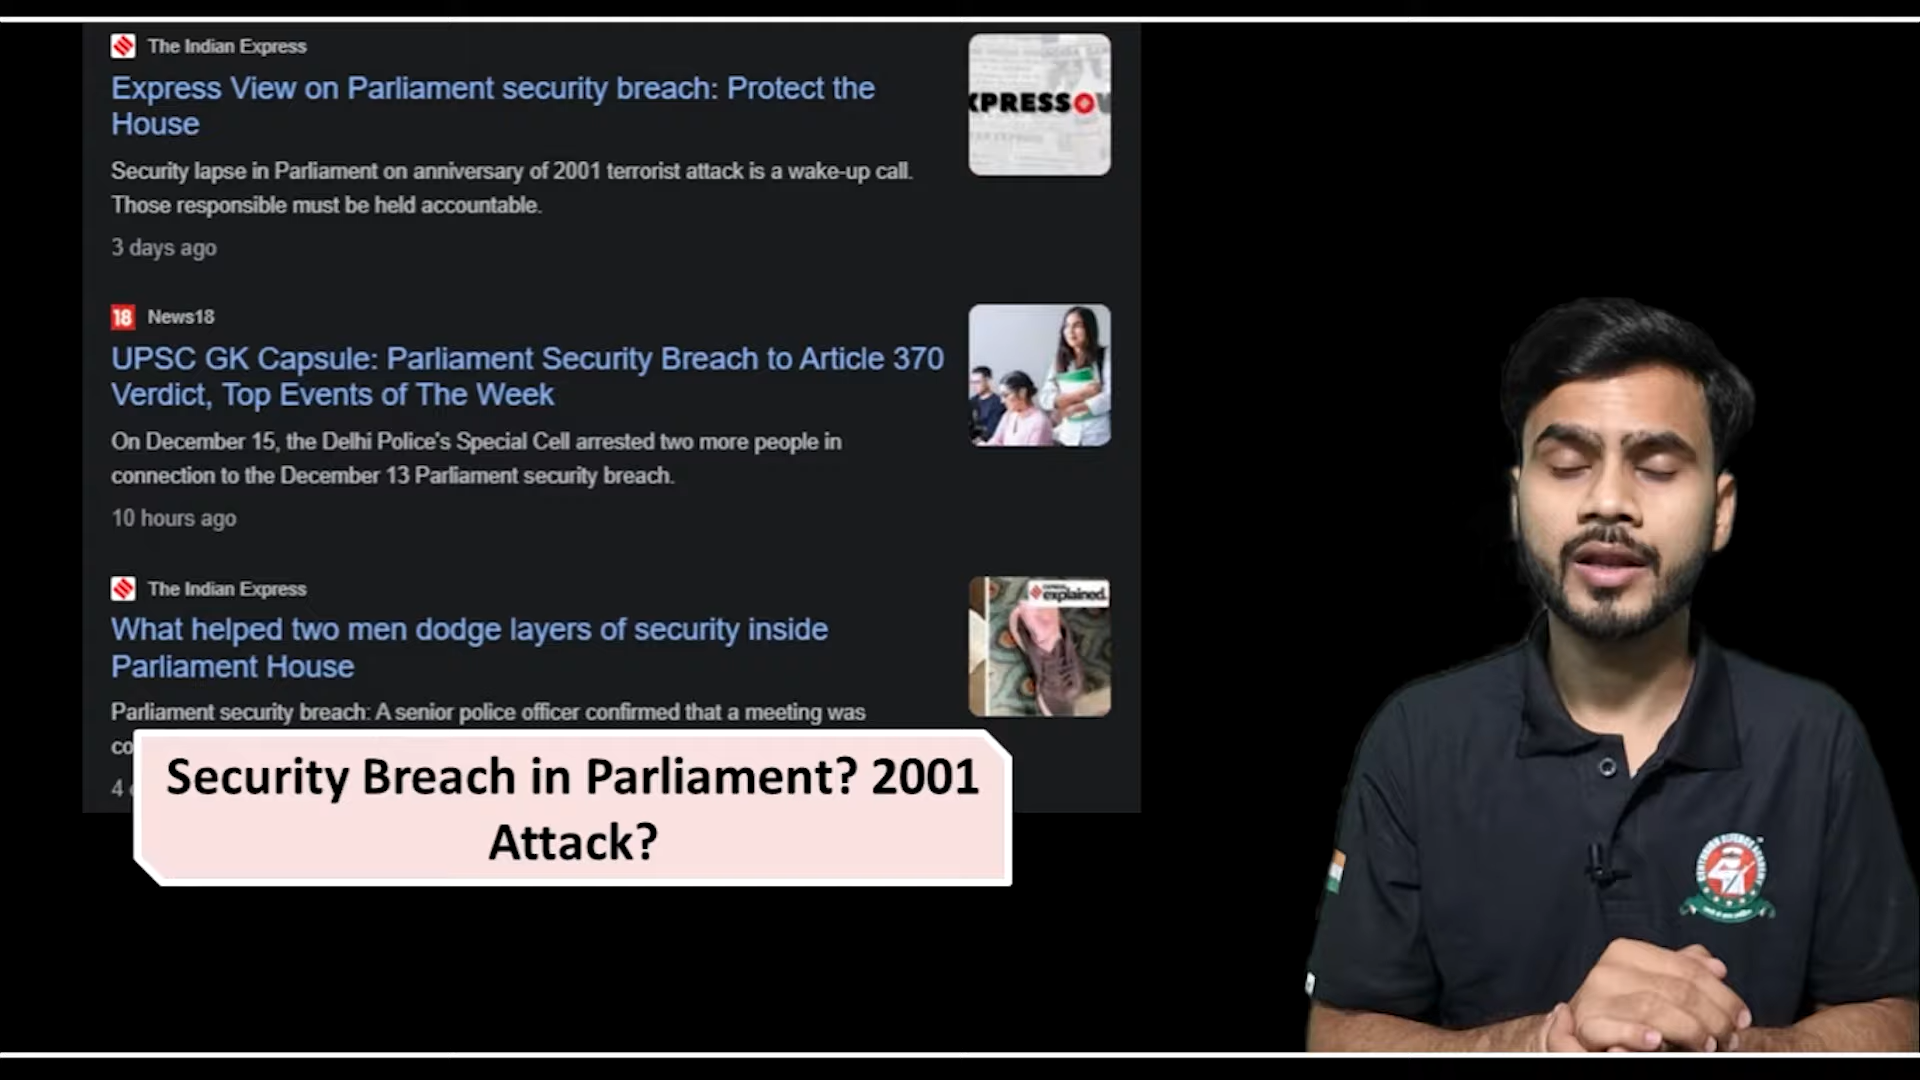 The Indian Express
Express View on Parliament security breach: Protect the
House
Security lapse in Parliament on anniversary of 2001 terrorist attack is a wake-up call.
Those responsible must be held accountable.
3 days ago
XPRESSO
18 News18
UPSC GK Capsule: Parliament Security Breach to Article 370
Verdict, Top Events of The Week
On December 15, the Delhi Police's Special Cell arrested two more people in
connection to the December 13 Parliament security breach.
10 hours ago
The Indian Express
What helped two men dodge layers of security inside
Parliament House
Parliament security breach: A senior police officer confirmed that a meeting was
co
4
explained.
Security Breach in Parliament? 2001
Attack?